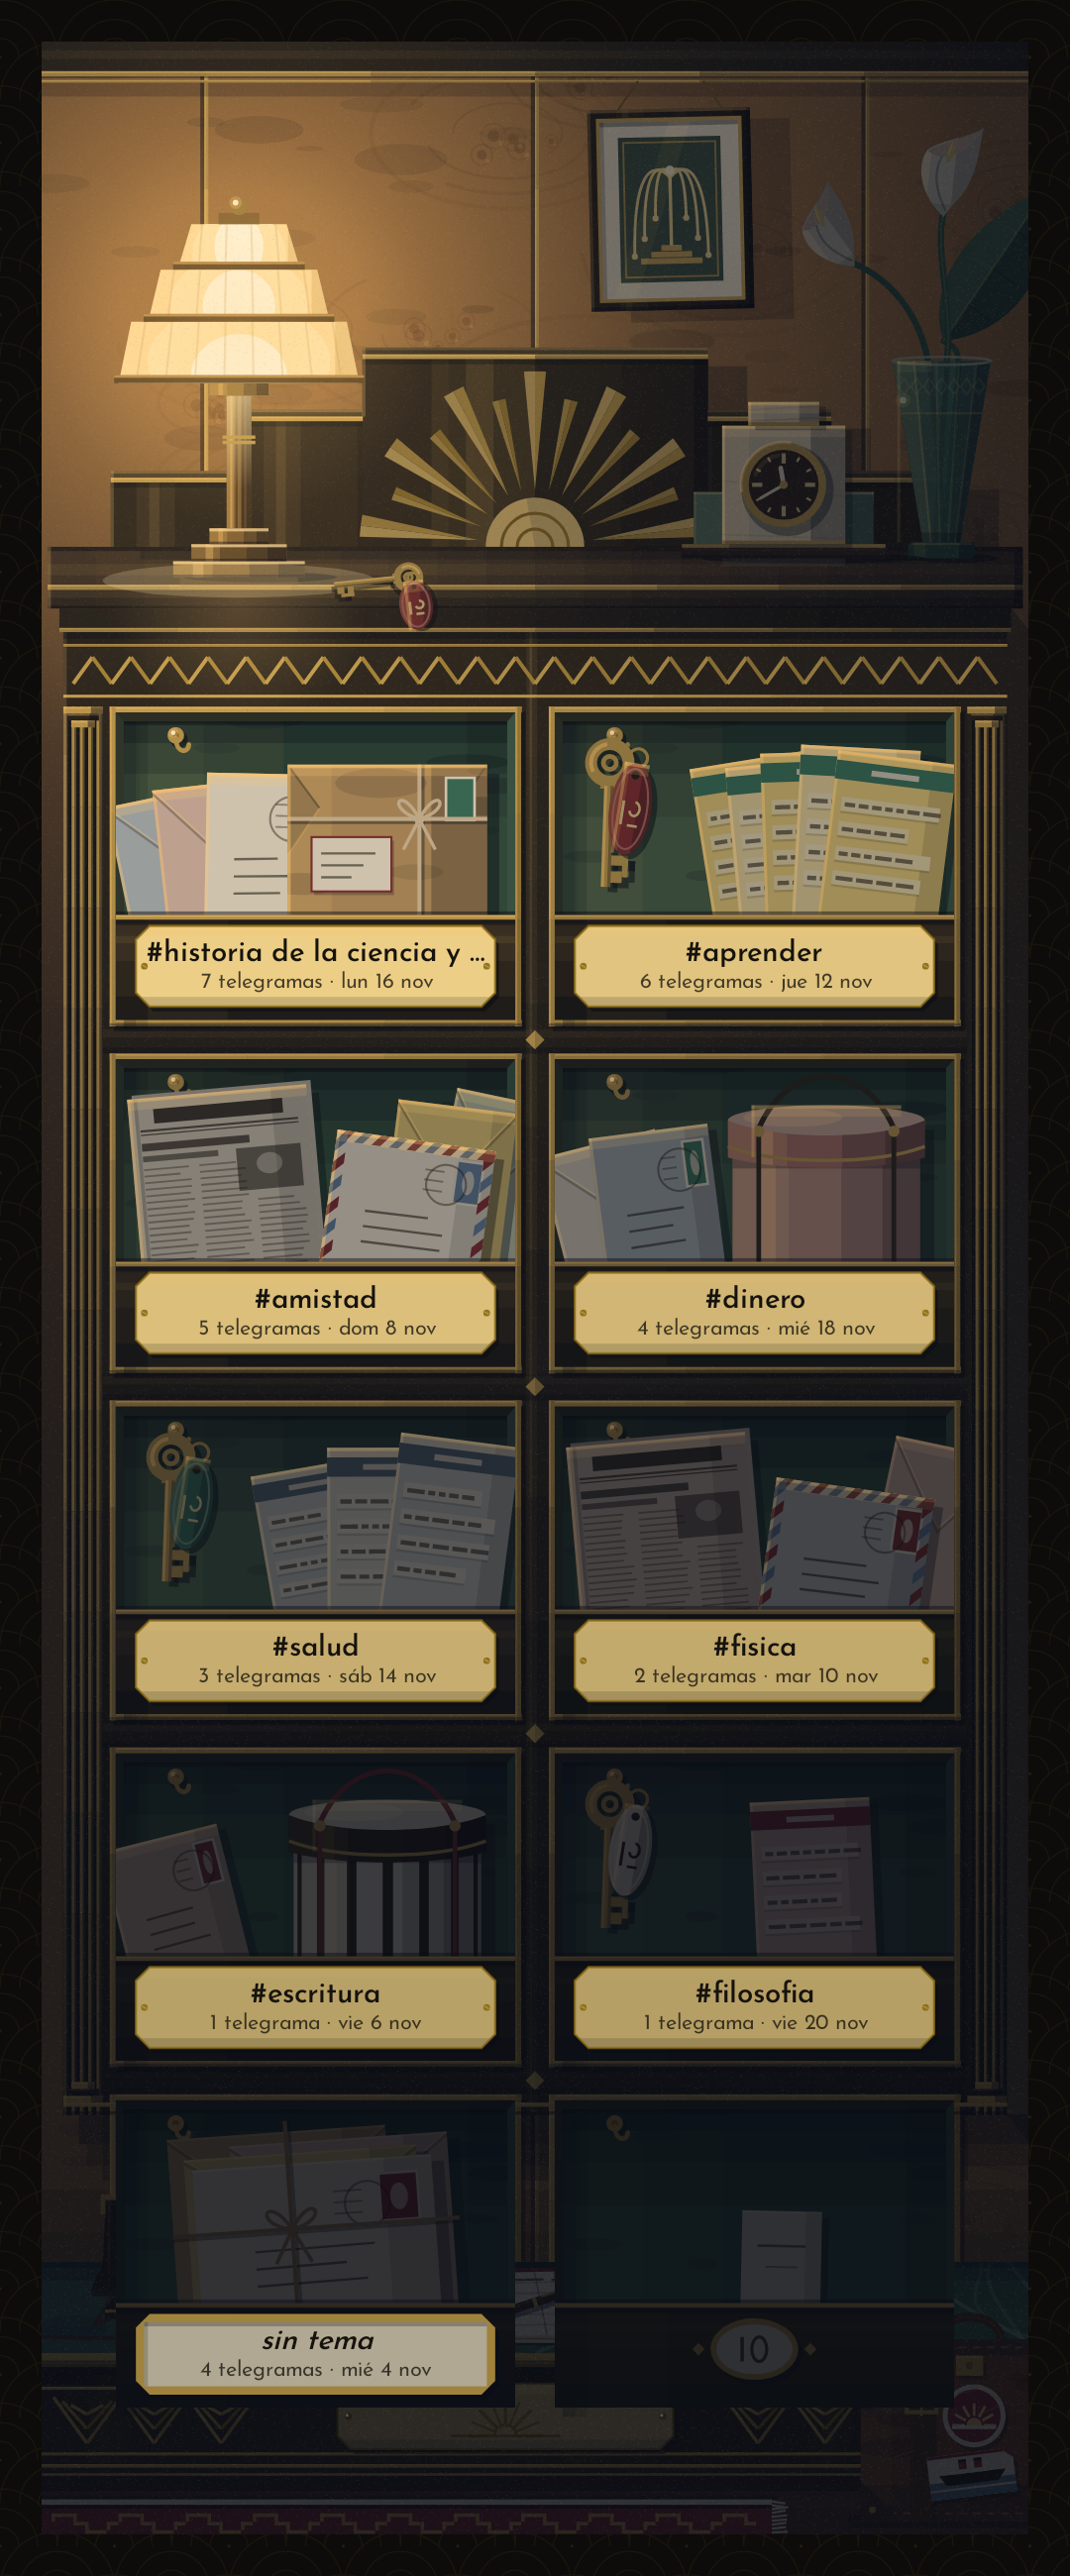 #historia de la ciencia y ...
7 telegramas · lun 16 nov
#aprender
6 telegramas · jue 12 nov
#amistad
5 telegramas · dom 8 nov
#dinero
4 telegramas · mié 18 nov
#salud
3 telegramas · sáb 14 nov
#fisica
2 telegramas · mar 10 nov
#escritura
1 telegrama · vie 6 nov
#filosofia
1 telegrama · vie 20 nov
sin tema
4 telegramas · mié 4 nov
10